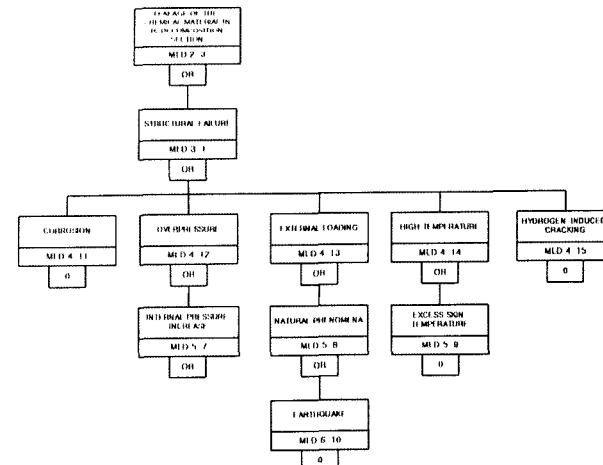 LEAKAGE OF THE
CHEMICAL MATERIAL IN
DECOMPOSITION
SECTION
MLD 2 3
OR
STRUCTURAL FAILURE
MLD 3 1
OR
CORROSION
MLD 4 11
0
OVERPRESSURE
MLD 4 12
OR
EXTERNAL LOADING
MLD 4 13
OR
HIGH TEMPERATURE
MLD 4 14
OR
HYDROGEN INDUCED
CRACKING
MLD 4 15
0
INTERNAL PRESSURE
INCREASE
MLD 5 7
OR
NATURAL PHENOMENA
MLD 5 8
OR
EXCESS SKIN
TEMPERATURE
MLD 5 9
0
EARTHQUAKE
MLD 6 10
0